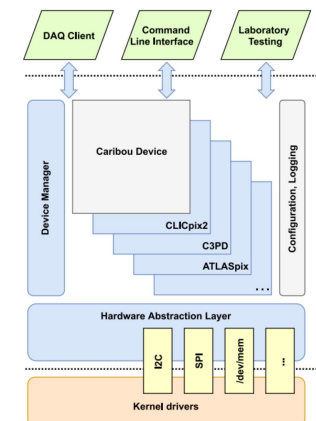 DAQ Client
Command
Line Interface
Laboratory
Testing
Device Manager
Caribou Device
CLICpix2
C3PD
ATLASpix
...
Configuration, Logging
Hardware Abstraction Layer
I2C
SPI
/dev/mem
...
Kernel drivers